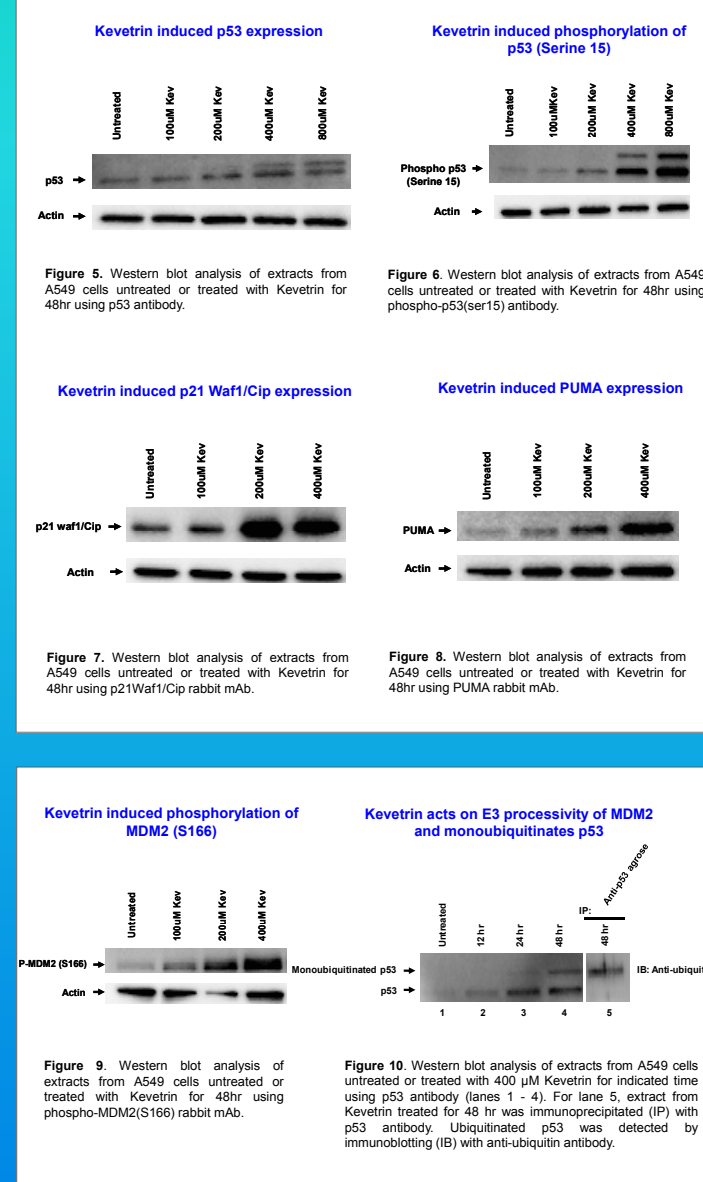 Kevetrin induced p53 expression
Untreated
100uM Kev
200uM Kev
400uM Kev
800uM Kev
p53
Actin
Figure 5. Western blot analysis of extracts from
A549 cells untreated or treated with Kevetrin for
48hr using p53 antibody.
Kevetrin induced phosphorylation of
p53 (Serine 15)
Untreated
100uMKev
200uM Kev
400uM Kev
800uM Kev
Phospho p53
(Serine 15)
Actin
Figure 6. Western blot analysis of extracts from A549
cells untreated or treated with Kevetrin for 48hr using
phospho-p53(ser15) antibody.
Kevetrin induced p21 Waf1/Cip expression
Untreated
100uM Kev
200uM Kev
400uM Kev
p21 waf1/Cip
Actin
Figure 7. Western blot analysis of extracts from
A549 cells untreated or treated with Kevetrin for
48hr using p21Waf1/Cip rabbit mAb.
Kevetrin induced PUMA expression
Untreated
100uM Kev
200uM Kev
400uM Kev
PUMA
Actin
Figure 8. Western blot analysis of extracts from
A549 cells untreated or treated with Kevetrin for
48hr using PUMA rabbit mAb.
Kevetrin induced phosphorylation of
MDM2 (S166)
Untreated
100uM Kev
200uM Kev
400uM Kev
P-MDM2 (S166)
Actin
Figure 9. Western blot analysis of
extracts from A549 cells untreated or
treated with Kevetrin for 48hr using
phospho-MDM2(S166) rabbit mAb.
Kevetrin acts on E3 processivity of MDM2
and monoubiquitinates p53
Anti-p53 agrose
IP:
Untreated
12 hr
24 hr
48 hr
48 hr
Monoubiquitinated p53
IB: Anti-ubiquit
p53
1 2 3 4 5
Figure 10. Western blot analysis of extracts from A549 cells
untreated or treated with 400 µM Kevetrin for indicated time
using p53 antibody (lanes 1 - 4). For lane 5, extract from
Kevetrin treated for 48 hr was immunoprecipitated (IP) with
p53 antibody. Ubiquitinated p53 was detected by
immunoblotting (IB) with anti-ubiquitin antibody.